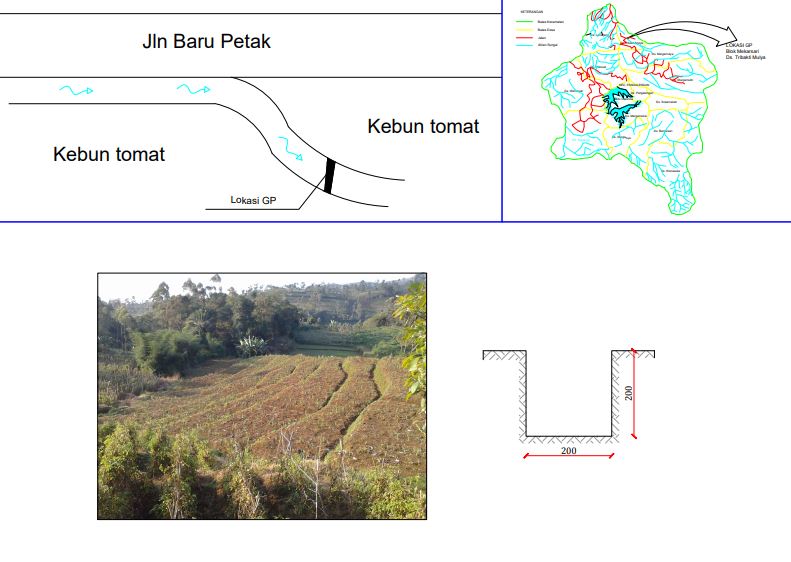 Jln Baru Petak
Kebun tomat
Kebun tomat
Lokasi GP
KETERANGAN
Batas Kecamatan
Batas Desa
Jalan
Aliran Sungai
LOKASI GP
Blok Mekarsari
Ds. Tribakti Mulya
200
200